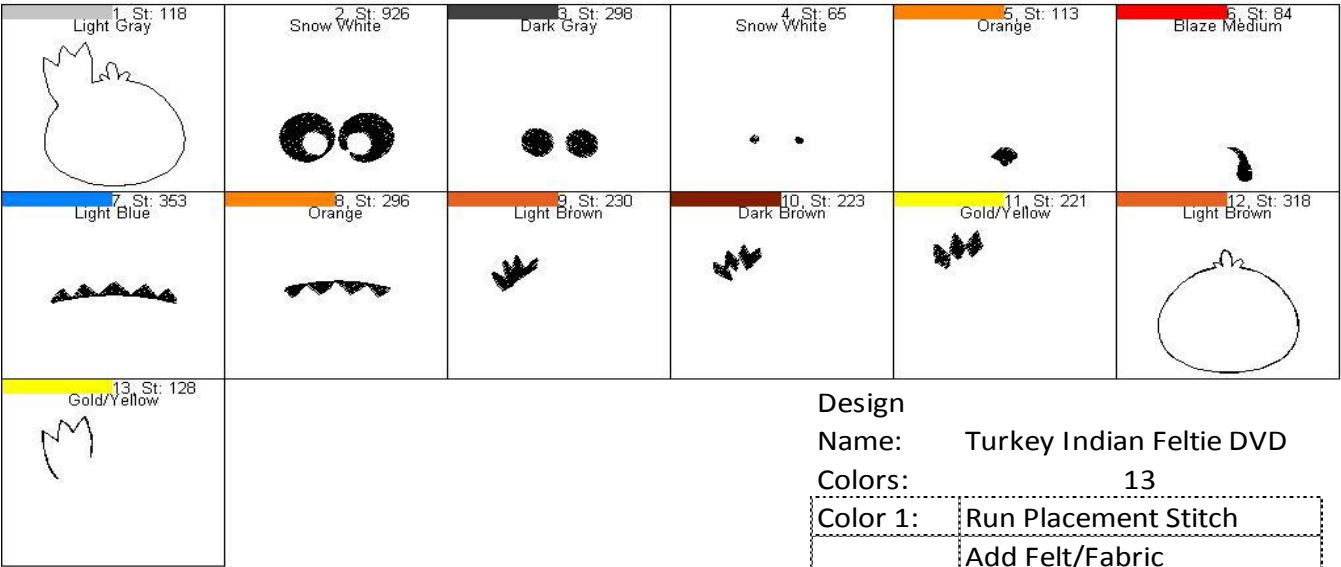 1, St: 118
Light Gray
2, St: 926
Snow White
3, St: 298
Dark Gray
4, St: 65
Snow White
5, St: 113
Orange
6, St: 84
Blaze Medium
7, St: 353
Light Blue
8, St: 296
Orange
9, St: 230
Light Brown
10, St: 223
Dark Brown
11, St: 221
Gold/Yellow
12, St: 318
Light Brown
13, St: 128
Gold/Yellow
Design
Name: Turkey Indian Feltie DVD
Colors: 13
Color 1: Run Placement Stitch
Add Felt/Fabric